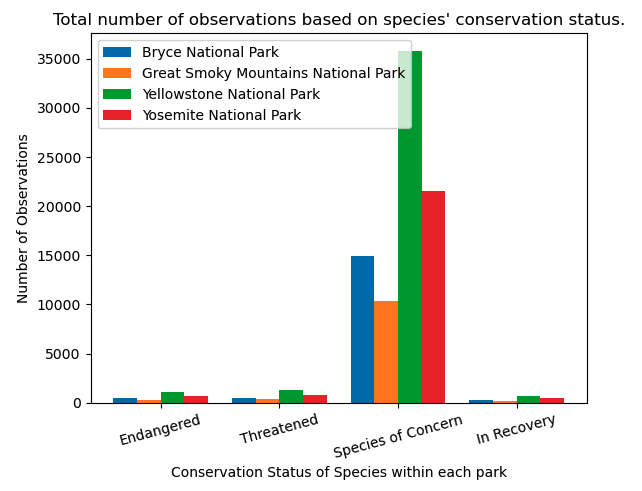 Total number of observations based on species' conservation status.
Bryce National Park
Great Smoky Mountains National Park
Yellowstone National Park
Yosemite National Park
Number of Observations
35000
30000
25000
20000
15000
10000
5000
0
Endangered
Threatened
Species of Concern
In Recovery
Conservation Status of Species within each park